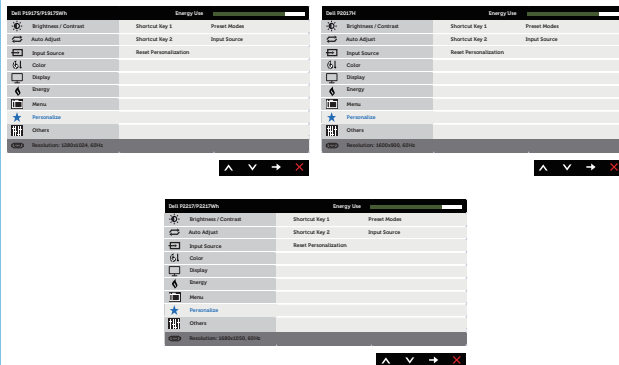 Dell P1917S/P1917SWh Energy Use
Brightness / Contrast Shortcut Key 1 Preset Modes
Auto Adjust Shortcut Key 2 Input Source
Input Source Reset Personalization
Color
Display
Energy
Menu
Personalize
Others
Resolution: 1280x1024, 60Hz
Dell P2017H Energy Use
Brightness / Contrast Shortcut Key 1 Preset Modes
Auto Adjust Shortcut Key 2 Input Source
Input Source Reset Personalization
Color
Display
Energy
Menu
Personalize
Others
Resolution: 1600x900, 60Hz
Dell P2217/P2217Wh Energy Use
Brightness / Contrast Shortcut Key 1 Preset Modes
Auto Adjust Shortcut Key 2 Input Source
Input Source Reset Personalization
Color
Display
Energy
Menu
Personalize
Others
Resolution: 1680x1050, 60Hz